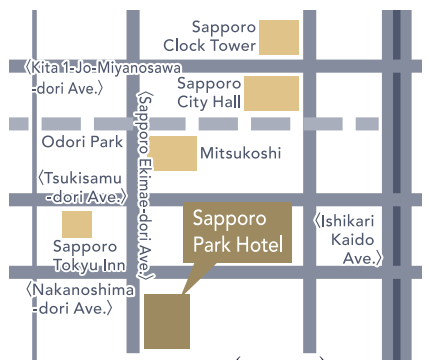 Sapporo
Clock Tower
〈Kita 1-Jo-Miyanosawa
-dori Ave.〉
Sapporo
City Hall
〈Sapporo Ekimae-dori Ave.〉
Odori Park
Mitsukoshi
〈Tsukisamu
-dori Ave.〉
Sapporo
Park Hotel
〈Ishikari
Kaido
Ave.〉
Sapporo
Tokyu Inn
〈Nakanoshima
-dori Ave.〉